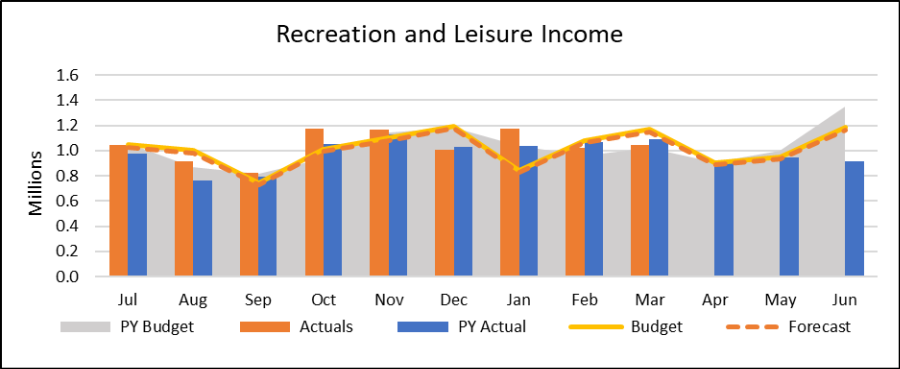 Recreation and Leisure Income
Millions
1.6
1.4
1.2
1.0
0.8
0.6
0.4
0.2
0.0
Jul Aug Sep Oct Nov Dec Jan Feb Mar Apr May Jun
PY Budget Actuals PY Actual Budget Forecast